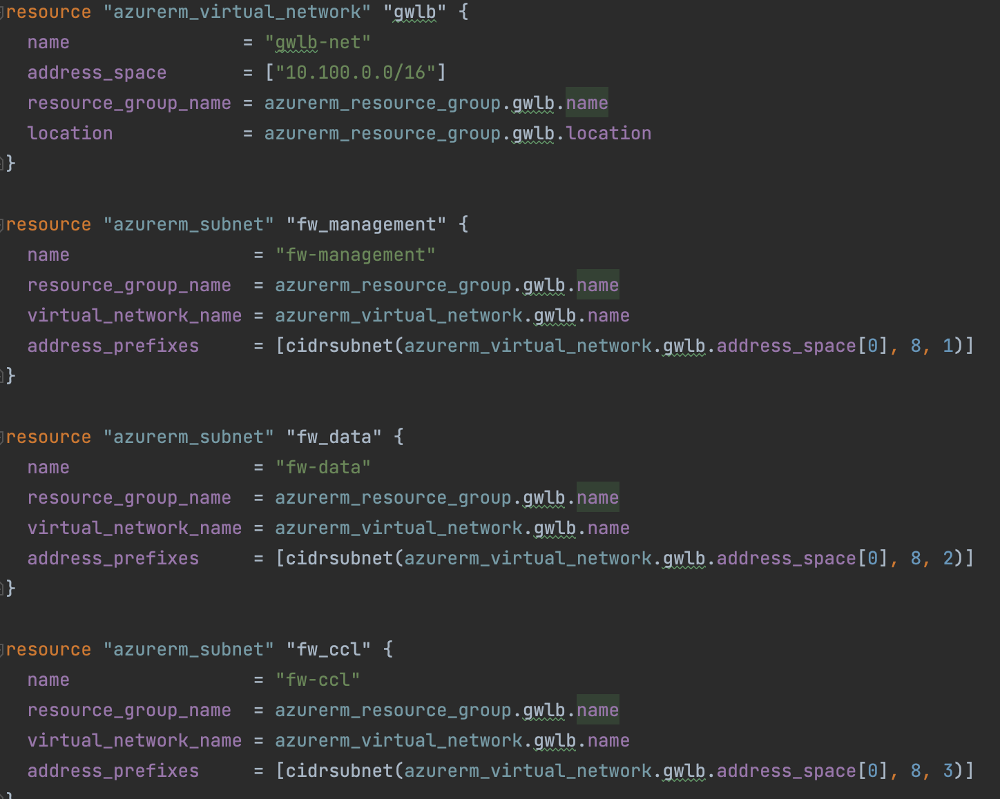 resource "azurerm_virtual_network" "gwlb" {
  name                = "gwlb-net"
  address_space       = ["10.100.0.0/16"]
  resource_group_name = azurerm_resource_group.gwlb.name
  location            = azurerm_resource_group.gwlb.location
}

resource "azurerm_subnet" "fw_management" {
  name                 = "fw-management"
  resource_group_name  = azurerm_resource_group.gwlb.name
  virtual_network_name = azurerm_virtual_network.gwlb.name
  address_prefixes     = [cidrsubnet(azurerm_virtual_network.gwlb.address_space[0], 8, 1)]
}

resource "azurerm_subnet" "fw_data" {
  name                 = "fw-data"
  resource_group_name  = azurerm_resource_group.gwlb.name
  virtual_network_name = azurerm_virtual_network.gwlb.name
  address_prefixes     = [cidrsubnet(azurerm_virtual_network.gwlb.address_space[0], 8, 2)]
}

resource "azurerm_subnet" "fw_ccl" {
  name                 = "fw-ccl"
  resource_group_name  = azurerm_resource_group.gwlb.name
  virtual_network_name = azurerm_virtual_network.gwlb.name
  address_prefixes     = [cidrsubnet(azurerm_virtual_network.gwlb.address_space[0], 8, 3)]
}